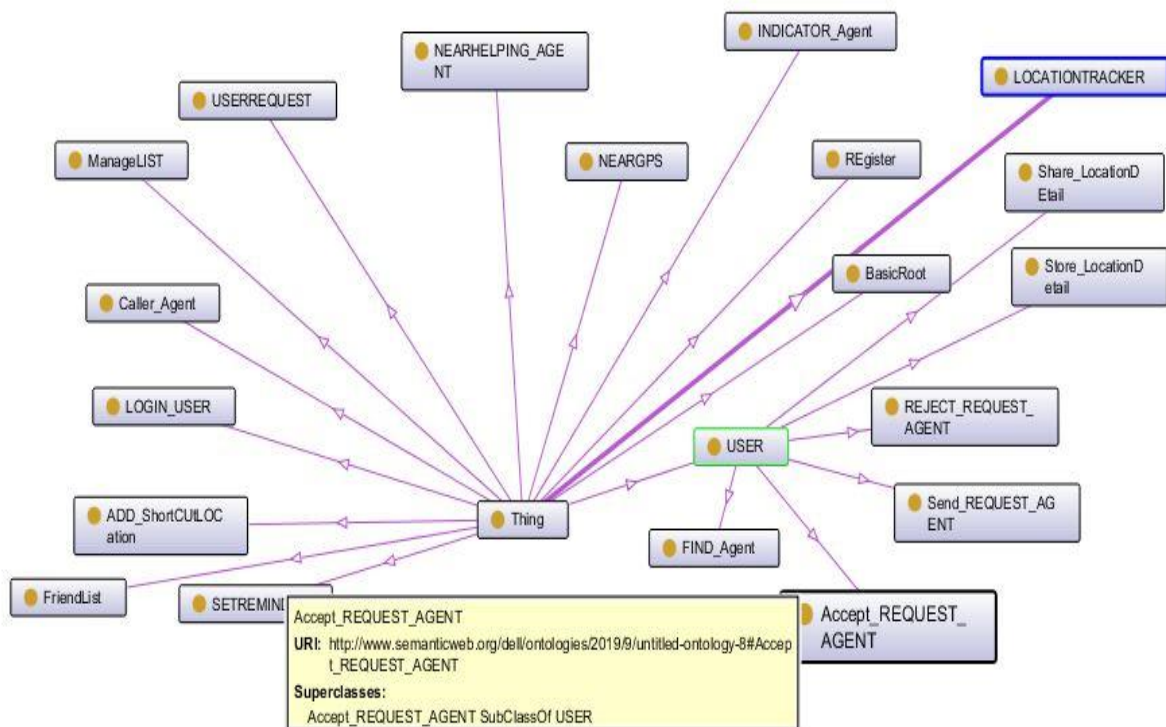 INDICATOR_Agent
NEARHELPING_AGE
NT
LOCATIONTRACKER
USERREQUEST
ManageLIST
NEARGPS
REgister
Share_LocationD
Etail
BasicRoot
Store_LocationD
etail
Caller_Agent
LOGIN_USER
REJECT_REQUEST_
AGENT
USER
Send_REQUEST_AG
ENT
ADD_ShortCUtLOC
ation
Thing
FIND_Agent
FriendList
SETREMIND
Accept_REQUEST_
AGENT
Accept_REQUEST_AGENT
URI: http://www.semanticweb.org/dell/ontologies/2019/9/untitled-ontology-8#Accep
t_REQUEST_AGENT
Superclasses:
Accept_REQUEST_AGENT SubClassOf USER